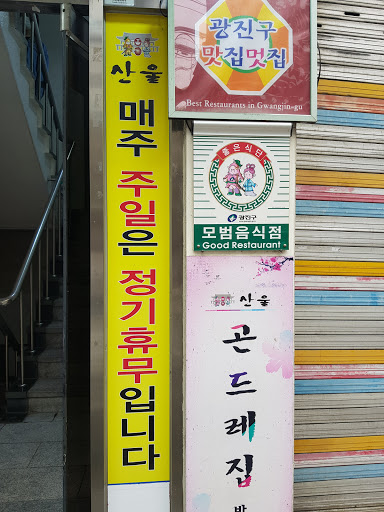 산울
매주 주일은 정기휴무입니다
광진구
맛집멋집
Best Restaurants in Gwangjin-gu
좋은식단
광진구
모범음식점
- Good Restaurant -
산울
곤드레집